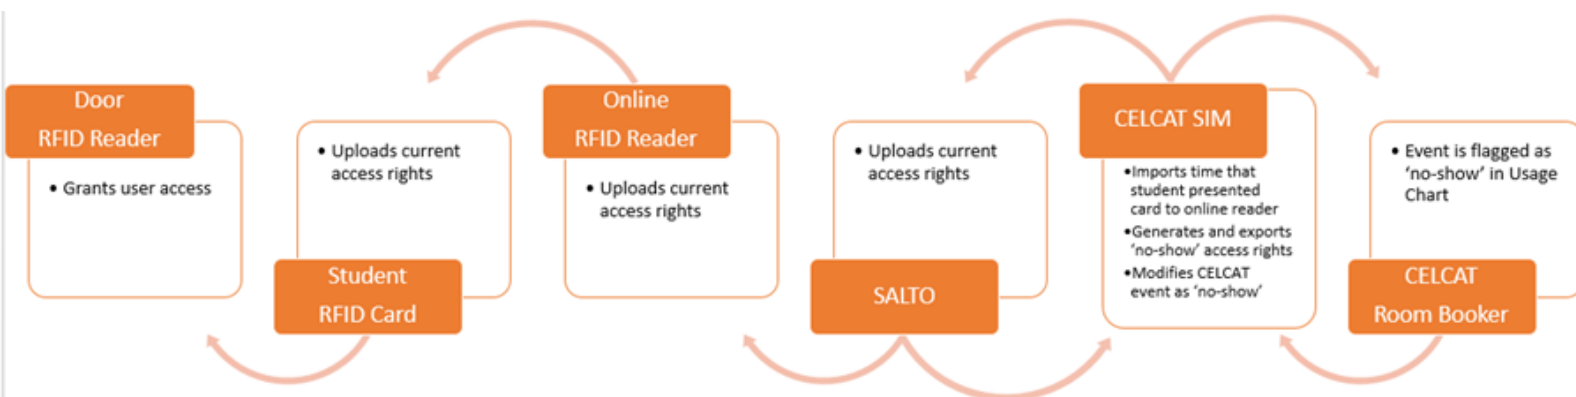 Door
RFID Reader
• Grants user access
• Uploads current
access rights
Student
RFID Card
Online
RFID Reader
• Uploads current
access rights
• Uploads current
access rights
SALTO
CELCAT SIM
•Imports time that
student presented
card to online reader
•Generates and exports
‘no-show’ access rights
•Modifies CELCAT
event as ‘no-show’
• Event is flagged as
‘no-show’ in Usage
Chart
CELCAT
Room Booker